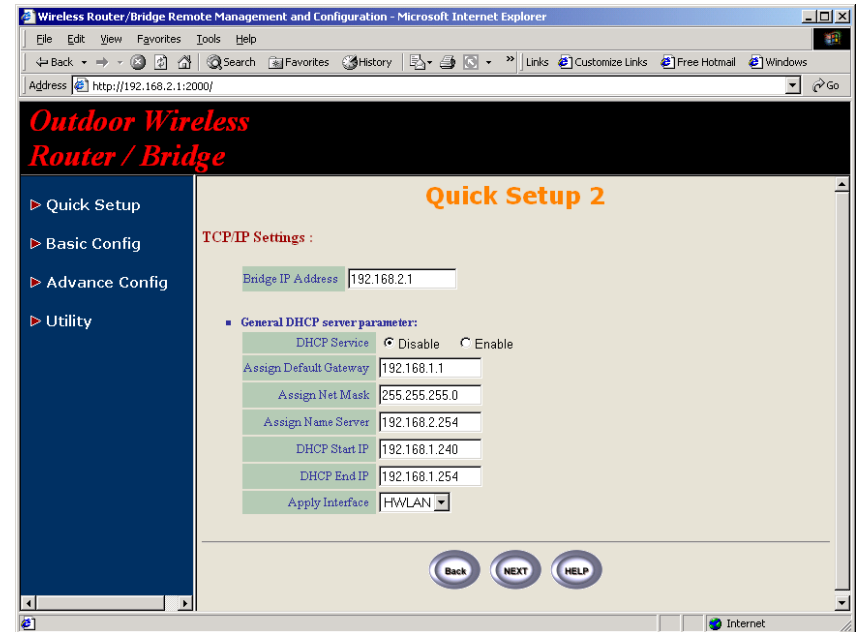 Wireless Router/Bridge Remote Management and Configuration - Microsoft Internet Explorer
File Edit View Favorites Tools Help
Back Search Favorites History » Links Customize Links Free Hotmail Windows
Address http://192.168.2.1:2000/ Go
Outdoor Wireless
Router / Bridge
Quick Setup
Basic Config
Advance Config
Utility
Quick Setup 2
TCP/IP Settings :
Bridge IP Address 192.168.2.1
General DHCP server parameter:
DHCP Service Disable Enable
Assign Default Gateway 192.168.1.1
Assign Net Mask 255.255.255.0
Assign Name Server 192.168.2.254
DHCP Start IP 192.168.1.240
DHCP End IP 192.168.1.254
Apply Interface HWLAN
Back NEXT HELP
Internet